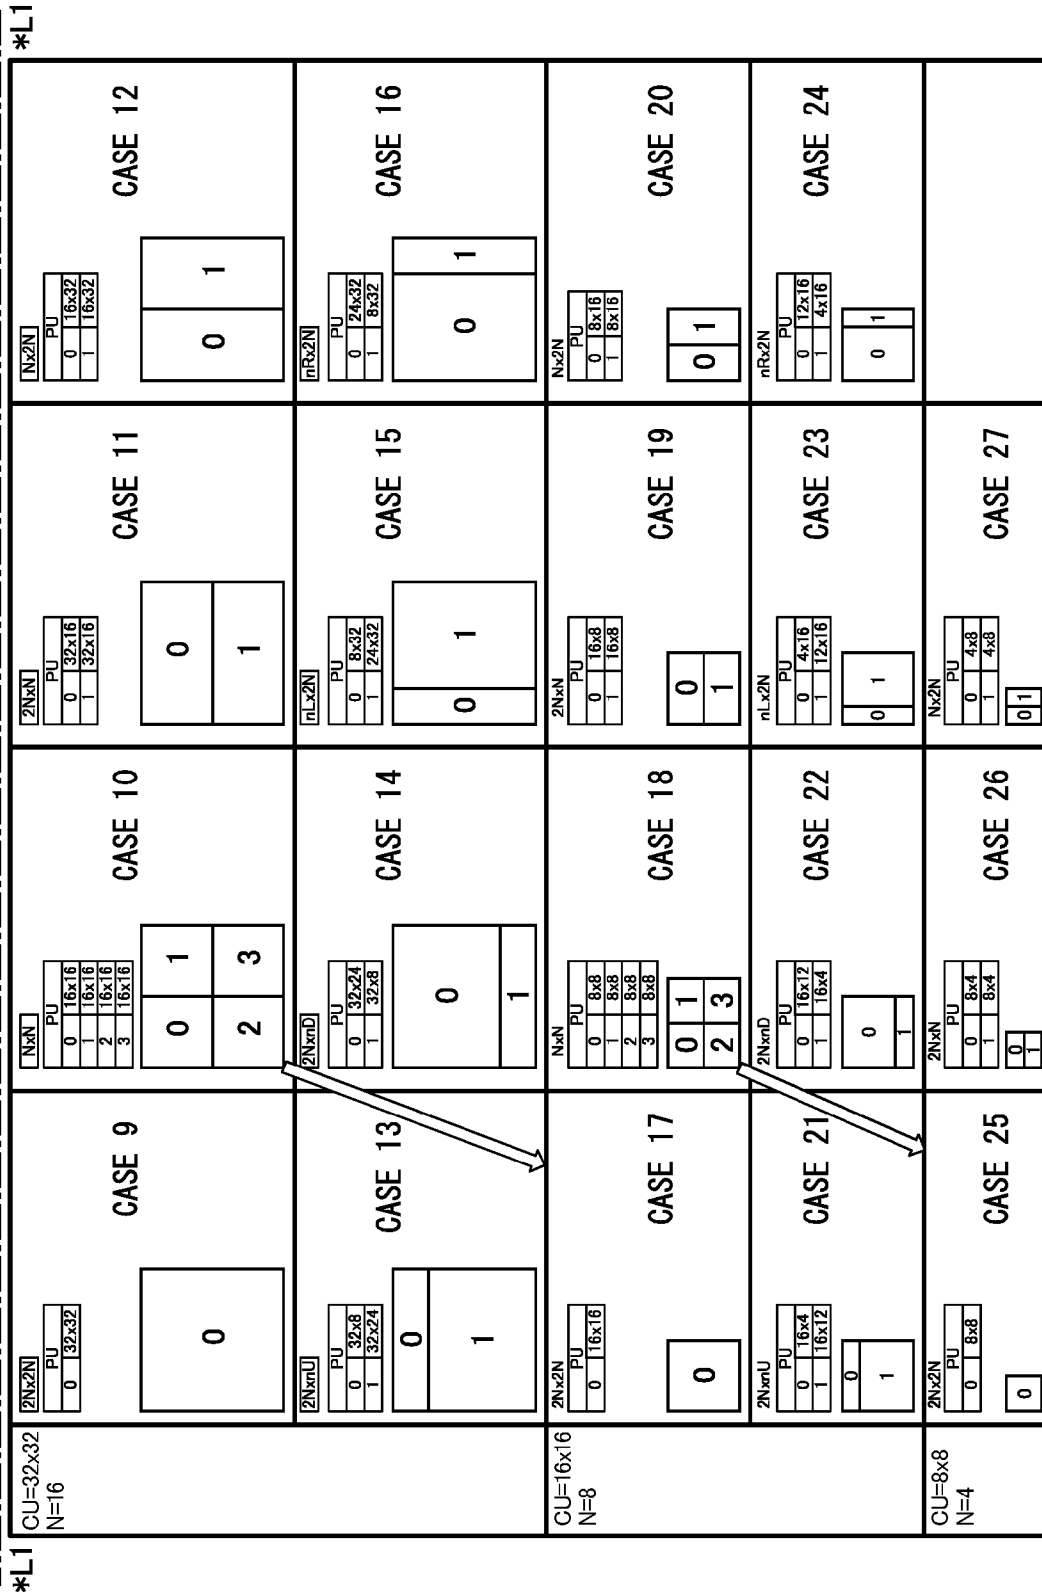 *L1
*L1
CU=32x32
N=16
2Nx2N
PU
0 32x32
0
CASE 9
NxN
PU
0 16x16
1 16x16
2 16x16
3 16x16
0 1
2 3
CASE 10
2NxN
PU
0 32x16
1 32x16
0
1
CASE 11
Nx2N
PU
0 16x32
1 16x32
0 1
CASE 12
2NxnU
PU
0 32x8
1 32x24
0
1
CASE 13
2NxnD
PU
0 32x24
1 32x8
0
1
CASE 14
nLx2N
PU
0 8x32
1 24x32
0 1
CASE 15
nRx2N
PU
0 24x32
1 8x32
0 1
CASE 16
CU=16x16
N=8
2Nx2N
PU
0 16x16
0
CASE 17
NxN
PU
0 8x8
1 8x8
2 8x8
3 8x8
0 1
2 3
CASE 18
2NxN
PU
0 16x8
1 16x8
0
1
CASE 19
Nx2N
PU
0 8x16
1 8x16
0 1
CASE 20
2NxnU
PU
0 16x4
1 16x12
0
1
CASE 21
2NxnD
PU
0 16x12
1 16x4
0
1
CASE 22
nLx2N
PU
0 4x16
1 12x16
0 1
CASE 23
nRx2N
PU
0 12x16
1 4x16
0 1
CASE 24
CU=8x8
N=4
2Nx2N
PU
0 8x8
0
CASE 25
2NxN
PU
0 8x4
1 8x4
0
1
CASE 26
Nx2N
PU
0 4x8
1 4x8
0 1
CASE 27